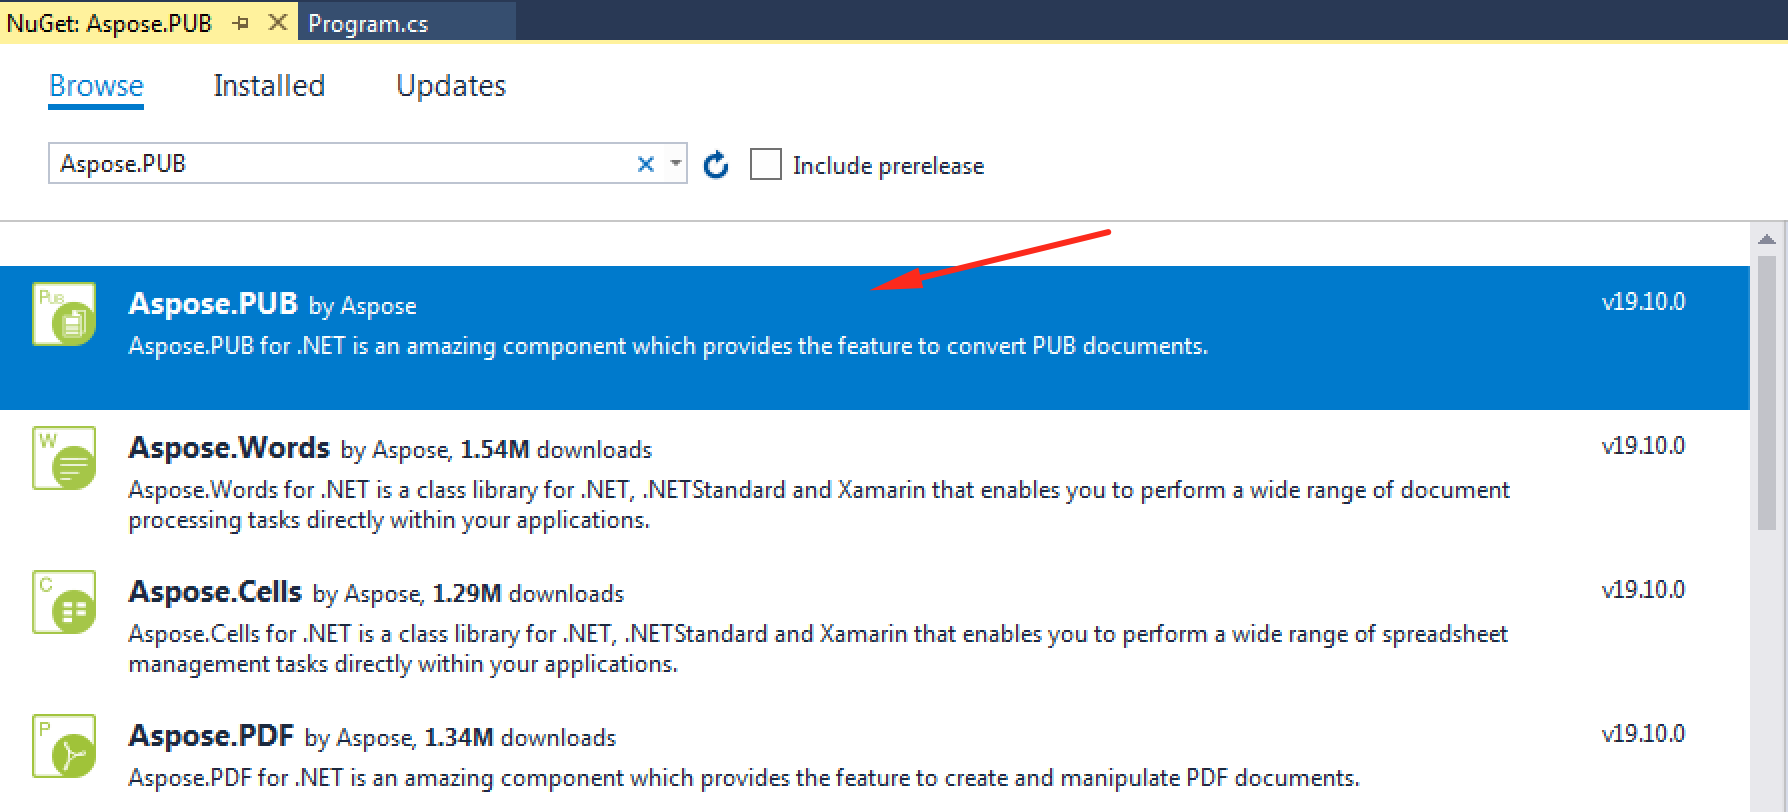 NuGet: Aspose.PUB Program.cs
Browse Installed Updates
Aspose.PUB Include prerelease
PUB
Aspose.PUB by Aspose v19.10.0
Aspose.PUB for .NET is an amazing component which provides the feature to convert PUB documents.
W
Aspose.Words by Aspose, 1.54M downloads v19.10.0
Aspose.Words for .NET is a class library for .NET, .NETStandard and Xamarin that enables you to perform a wide range of document
processing tasks directly within your applications.
C
Aspose.Cells by Aspose, 1.29M downloads v19.10.0
Aspose.Cells for .NET is a class library for .NET, .NETStandard and Xamarin that enables you to perform a wide range of spreadsheet
management tasks directly within your applications.
P
Aspose.PDF by Aspose, 1.34M downloads v19.10.0
Aspose.PDF for .NET is an amazing component which provides the feature to create and manipulate PDF documents.